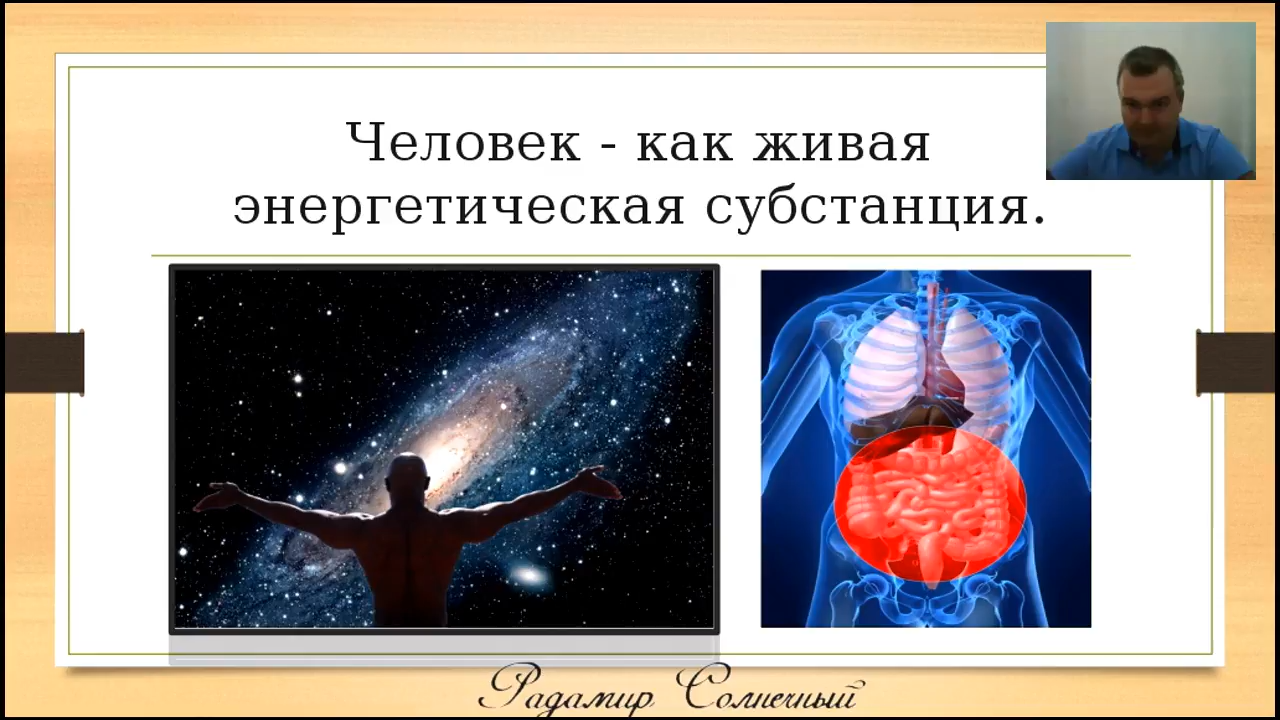 Человек - как живая
энергетическая субстанция.
Радамир Солнечный